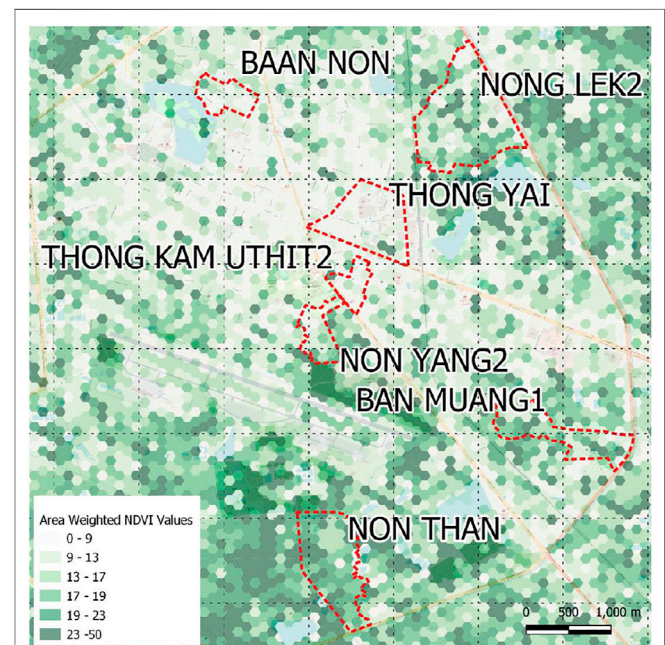 BAAN NON
NONG LEK2
THONG YAI
THONG KAM UTHIT2
NON YANG2
BAN MUANG1
NON THAN
Area Weighted NDVI Values
0 - 9
9 - 13
13 - 17
17 - 19
19 - 23
23 -50
0 500 1,000 m